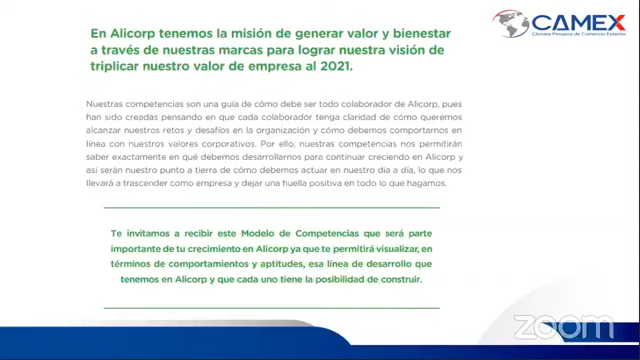 En Alicorp tenemos la misión de generar valor y bienestar
a través de nuestras marcas para lograr nuestra visión de
triplicar nuestro valor de empresa al 2021.
CAMEX
Cámara Peruana de Comercio Exterior
Nuestras competencias son una guía de cómo debe ser todo colaborador de Alicorp, pues
han sido creadas pensando en que cada colaborador tenga claridad de cómo queremos
alcanzar nuestros retos y desafíos en la organización y cómo debemos comportarnos en
línea con nuestros valores corporativos. Por ello, nuestras competencias nos permitirán
saber exactamente en qué debemos desarrollarnos para continuar creciendo en Alicorp y
así serán nuestro punto a tierra de cómo debemos actuar en nuestro día a día, lo que nos
llevará a trascender como empresa y dejar una huella positiva en todo lo que hagamos.
Te invitamos a recibir este Modelo de Competencias que será parte
importante de tu crecimiento en Alicorp ya que te permitirá visualizar, en
términos de comportamientos y aptitudes, esa línea de desarrollo que
tenemos en Alicorp y que cada uno tiene la posibilidad de construir.
zoom